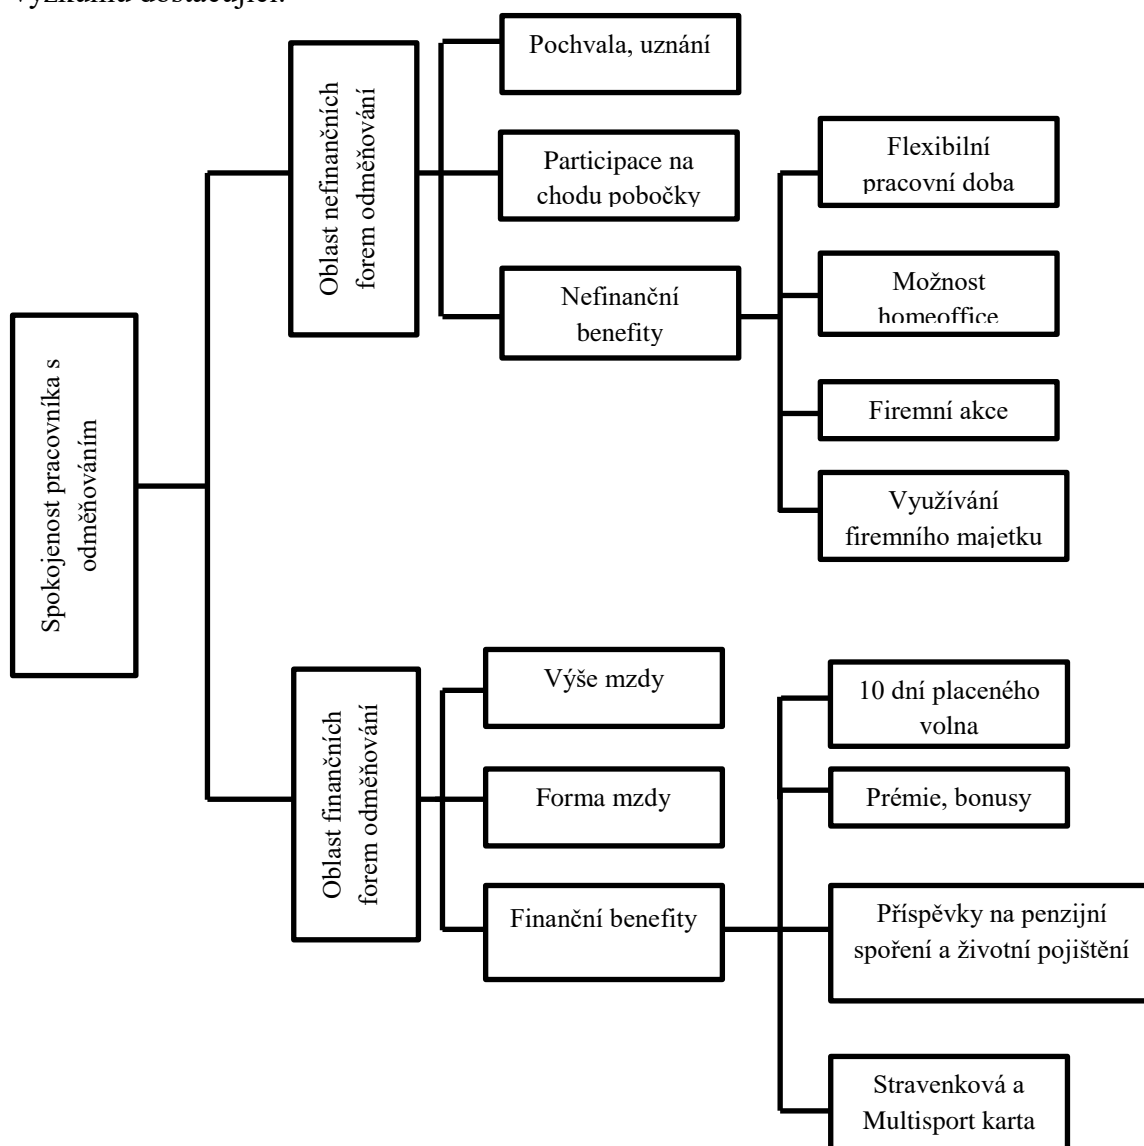 výzkumu dostačující.
Spokojenost pracovníka s
odměňováním
Oblast nefinančních
forem odměňování
Pochvala, uznání
Participace na
chodu pobočky
Nefinanční
benefity
Flexibilní
pracovní doba
Možnost
homeoffice
Firemní akce
Využívání
firemního majetku
Oblast finančních
forem odměňování
Výše mzdy
Forma mzdy
Finanční benefity
10 dní placeného
volna
Prémie, bonusy
Příspěvky na penzijní
spoření a životní pojištění
Stravenková a
Multisport karta